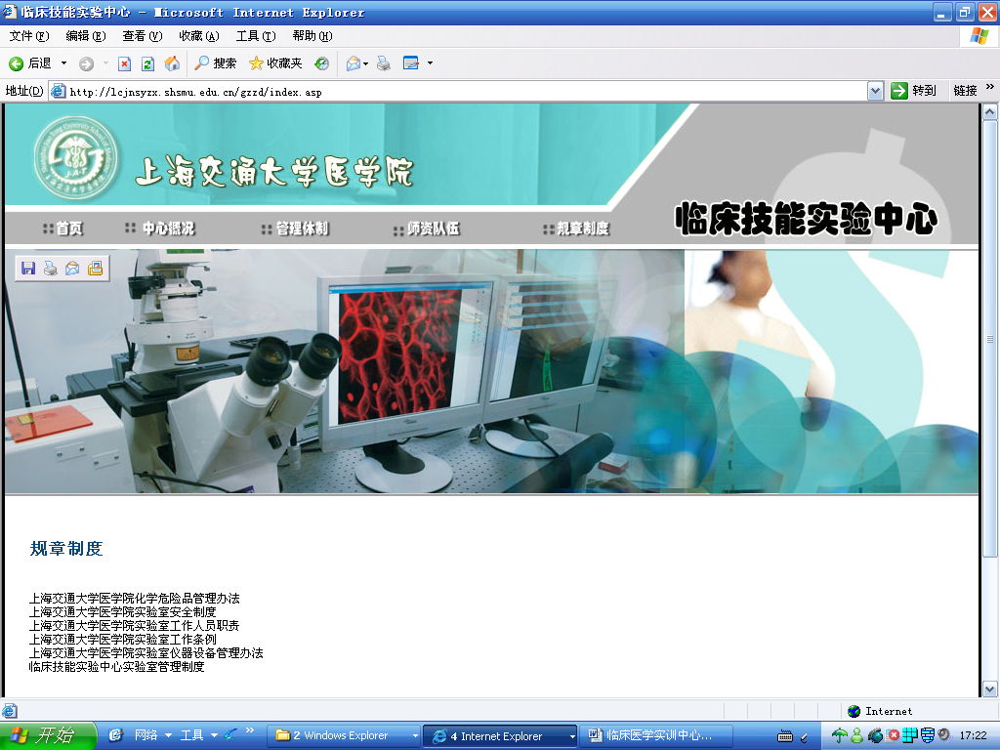 临床技能实验中心 - Microsoft Internet Explorer
文件(F) 编辑(E) 查看(V) 收藏(A) 工具(T) 帮助(H)
后退 搜索 收藏夹
地址(D) http://lcjnsyzx.shsmu.edu.cn/gzzd/index.asp 转到 链接 »
上海交通大学医学院
临床技能实验中心
首页 中心概况 管理体制 师资队伍 规章制度
规章制度
上海交通大学医学院化学危险品管理办法
上海交通大学医学院实验室安全制度
上海交通大学医学院实验室工作人员职责
上海交通大学医学院实验室工作条例
上海交通大学医学院实验室仪器设备管理办法
临床技能实验中心实验室管理制度
Internet
开始 网络 工具 » 2 Windows Explorer 4 Internet Explorer 临床医学实训中心... 17:22